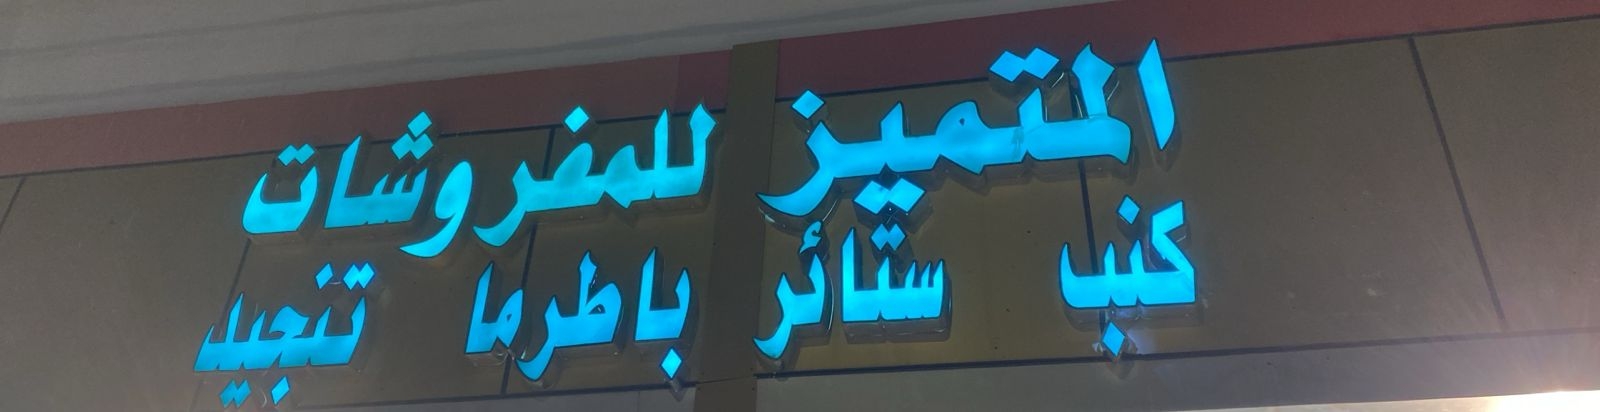 المتميز للمفروشات
كنب ستائر باطرما تنجيد